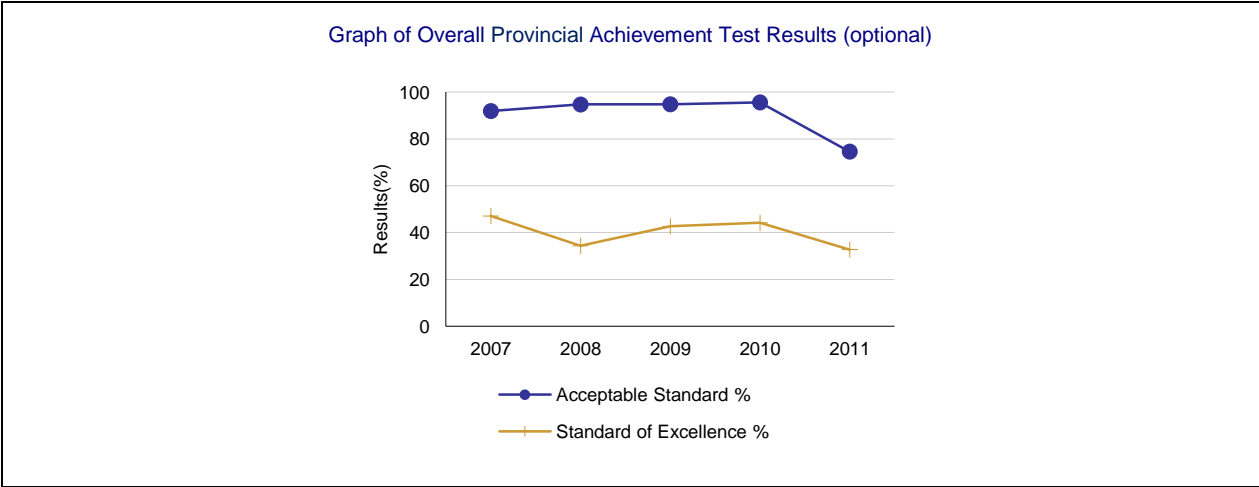 Graph of Overall Provincial Achievement Test Results (optional)
100
80
60
40
20
0
Results(%)
2007 2008 2009 2010 2011
Acceptable Standard %
Standard of Excellence %